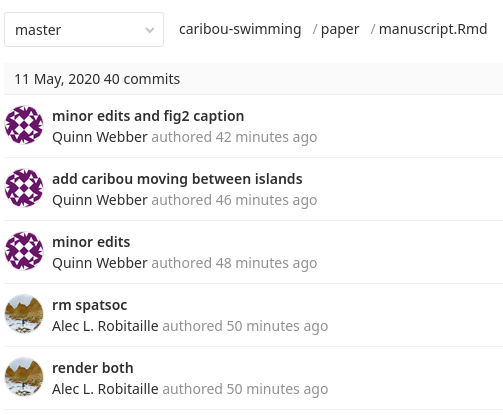 master
caribou-swimming / paper / manuscript.Rmd
11 May, 2020 40 commits
minor edits and fig2 caption
Quinn Webber authored 42 minutes ago
add caribou moving between islands
Quinn Webber authored 46 minutes ago
minor edits
Quinn Webber authored 48 minutes ago
rm spatsoc
Alec L. Robitaille authored 50 minutes ago
render both
Alec L. Robitaille authored 50 minutes ago